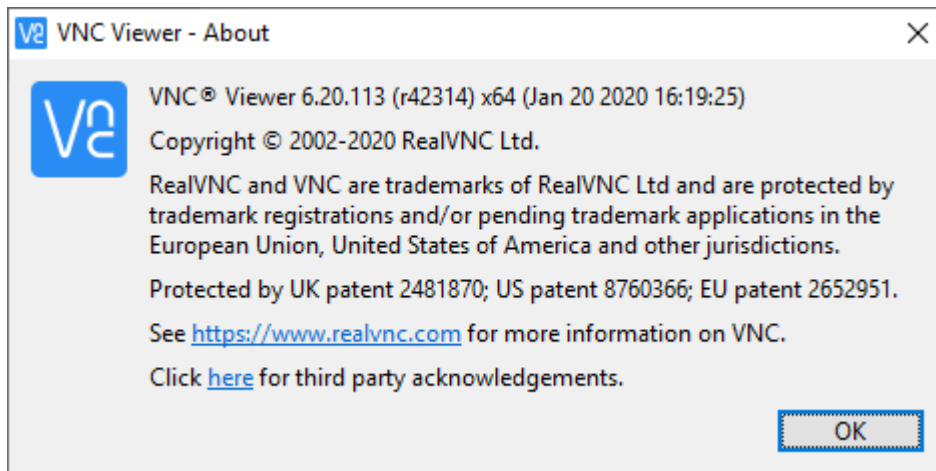 VNC Viewer - About
VNC® Viewer 6.20.113 (r42314) x64 (Jan 20 2020 16:19:25)
Copyright © 2002-2020 RealVNC Ltd.
RealVNC and VNC are trademarks of RealVNC Ltd and are protected by
trademark registrations and/or pending trademark applications in the
European Union, United States of America and other jurisdictions.
Protected by UK patent 2481870; US patent 8760366; EU patent 2652951.
See https://www.realvnc.com for more information on VNC.
Click here for third party acknowledgements.
OK